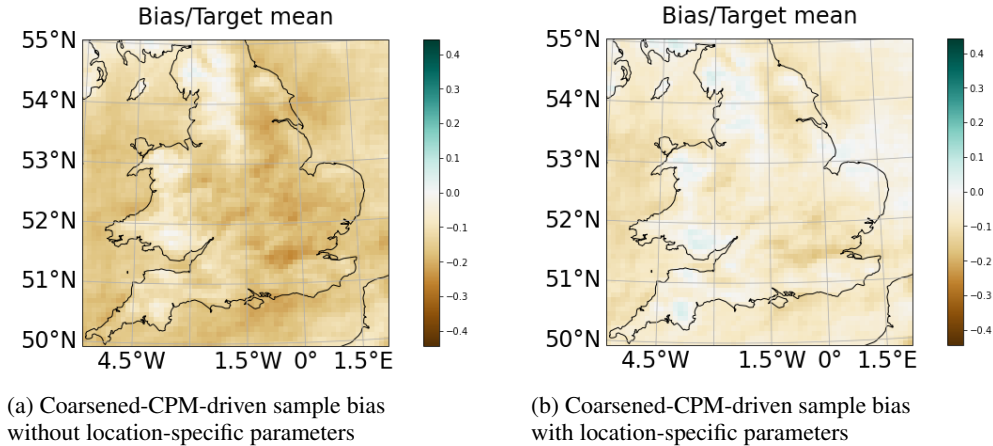 Bias/Target mean
55°N
54°N
53°N
52°N
51°N
50°N
4.5°W 1.5°W 0° 1.5°E
0.4
0.3
0.2
0.1
0.0
−0.1
−0.2
−0.3
−0.4
(a) Coarsened-CPM-driven sample bias
without location-specific parameters
Bias/Target mean
55°N
54°N
53°N
52°N
51°N
50°N
4.5°W 1.5°W 0° 1.5°E
0.4
0.3
0.2
0.1
0.0
−0.1
−0.2
−0.3
−0.4
(b) Coarsened-CPM-driven sample bias
with location-specific parameters